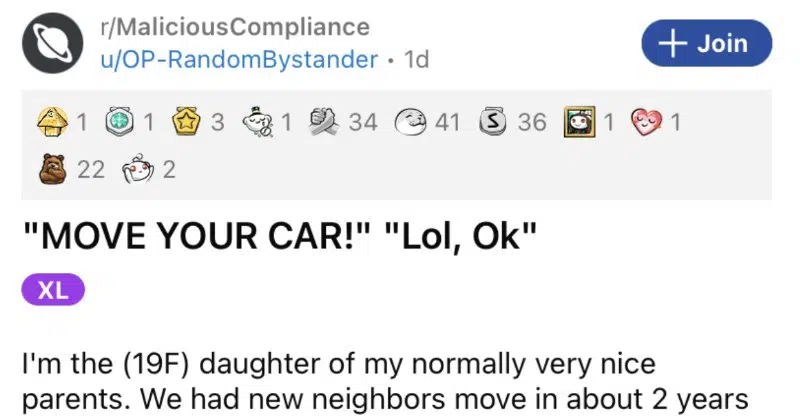 r/MaliciousCompliance
u/OP-RandomBystander • 1d
+ Join
1 1 3 1 34 41 S 36 1 1
22 2
"MOVE YOUR CAR!" "Lol, Ok"
XL
I'm the (19F) daughter of my normally very nice
parents. We had new neighbors move in about 2 years